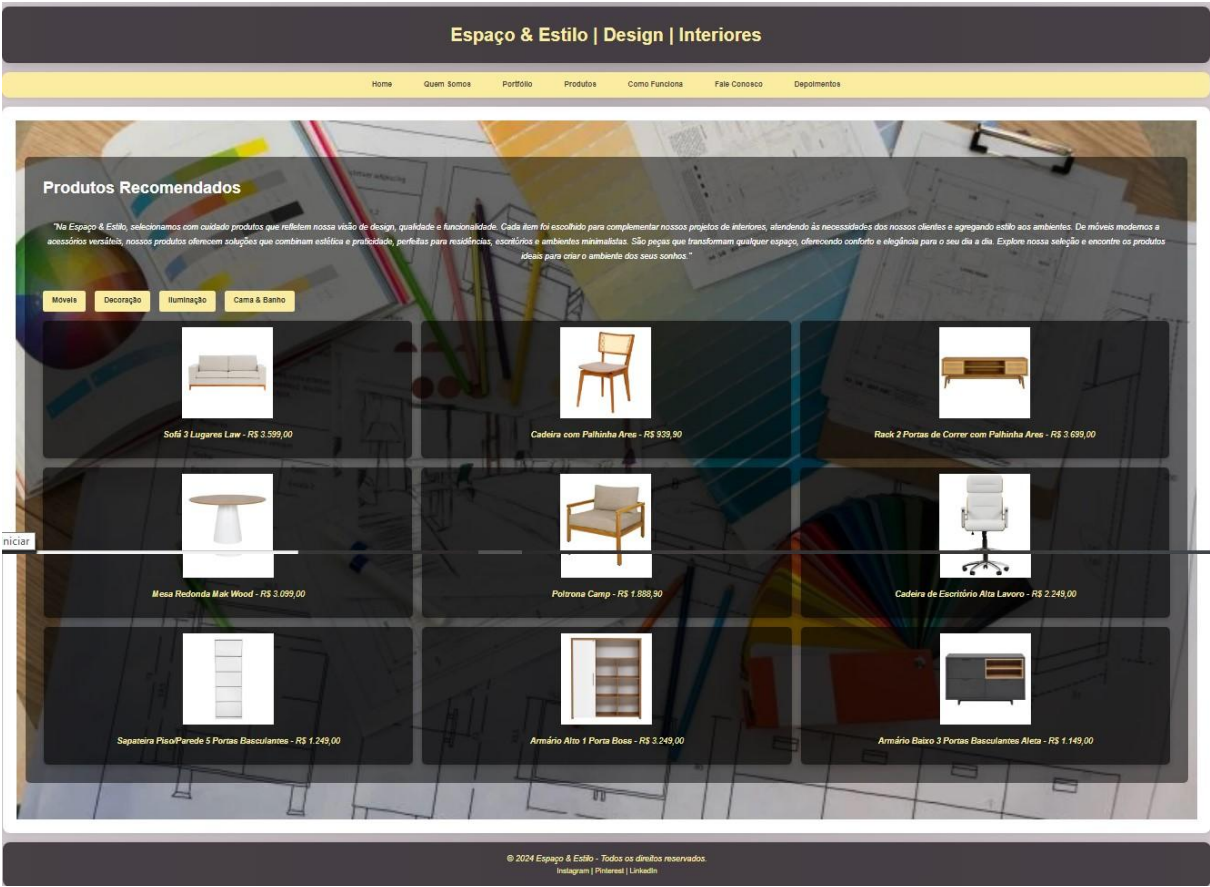 Espaço & Estilo | Design | Interiores
Home Quem Somos Portfólio Produtos Como Funciona Fale Conosco Depoimentos
Produtos Recomendados
"Na Espaço & Estilo, selecionamos com cuidado produtos que refletem nossa visão de design, qualidade e funcionalidade. Cada item foi escolhido para complementar nossos projetos de interiores, atendendo às necessidades dos nossos clientes e agregando estilo aos ambientes. De móveis modernos a
acessórios versáteis, nossos produtos oferecem soluções que combinam estética e praticidade, perfeitas para residências, escritórios e ambientes minimalistas. São peças que transformam qualquer espaço, oferecendo conforto e elegância para o seu dia a dia. Explore nossa seleção e encontre os produtos
ideais para criar o ambiente dos seus sonhos."
Móveis Decoração Iluminação Cama & Banho
Sofá 3 Lugares Law - R$ 3.599,00
Cadeira com Palhinha Ares - R$ 939,90
Rack 2 Portas de Correr com Palhinha Ares - R$ 3.699,00
niciar
Mesa Redonda Mak Wood - R$ 3.099,00
Poltrona Camp - R$ 1.888,90
Cadeira de Escritório Alta Lavoro - R$ 2.249,00
Sapateira Piso/Parede 5 Portas Basculantes - R$ 1.249,00
Armário Alto 1 Porta Boss - R$ 3.249,00
Armário Baixo 3 Portas Basculantes Aleta - R$ 1.149,00
© 2024 Espaço & Estilo - Todos os direitos reservados.
Instagram | Pinterest | LinkedIn